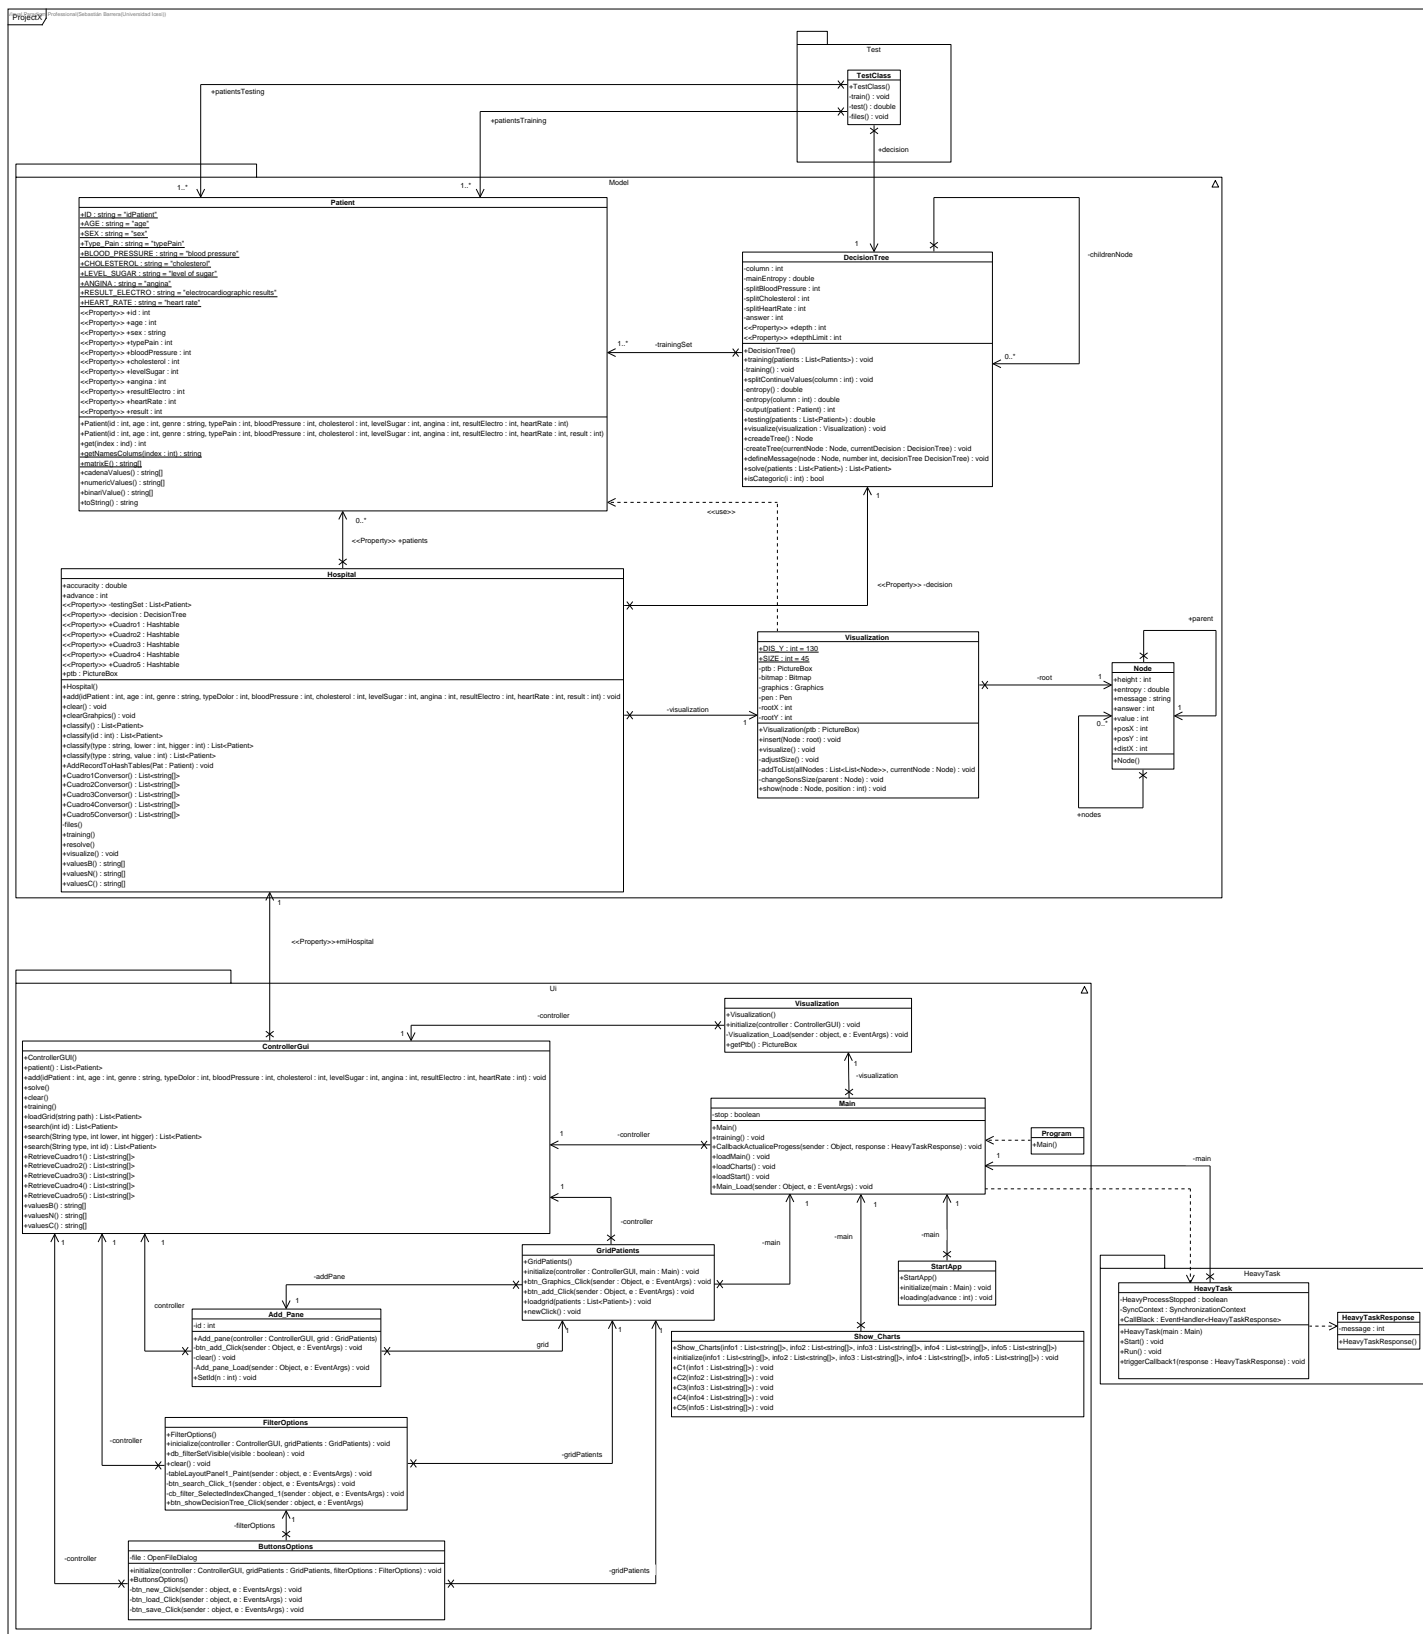 ProjectX
Test
TestClass
+TestClass()
-train() : void
-test() : double
-files() : void
+patientsTesting
+patientsTraining
+decision
1..*
1..*
1
Model
Patient
+ID : string = "idPatient"
+AGE : string = "age"
+SEX : string = "sex"
+Type_Pain : string = "typePain"
+BLOOD_PRESSURE : string = "blood pressure"
+CHOLESTEROL : string = "cholesterol"
+LEVEL_SUGAR : string = "level of sugar"
+ANGINA : string = "angina"
+RESULT_ELECTRO : string = "electrocardiographic results"
+HEART_RATE : string = "heart rate"
<<Property>> +id : int
<<Property>> +age : int
<<Property>> +sex : string
<<Property>> +typePain : int
<<Property>> +bloodPressure : int
<<Property>> +cholesterol : int
<<Property>> +levelSugar : int
<<Property>> +angina : int
<<Property>> +resultElectro : int
<<Property>> +heartRate : int
<<Property>> +result : int
+Patient(id : int, age : int, genre : string, typePain : int, bloodPressure : int, cholesterol : int, levelSugar : int, angina : int, resultElectro : int, heartRate : int)
+Patient(id : int, age : int, genre : string, typePain : int, bloodPressure : int, cholesterol : int, levelSugar : int, angina : int, resultElectro : int, heartRate : int, result : int)
+get(index : ind) : int
+getNamesColums(index : int) : string
+matrixE() : string[]
+cadenaValues() : string[]
+numericValues() : string[]
+binariValue() : string[]
+toString() : string
1..*
-trainingSet
DecisionTree
-column : int
-mainEntropy : double
-splitBloodPressure : int
-splitCholesterol : int
-splitHeartRate : int
-answer : int
<<Property>> +depth : int
<<Property>> +depthLimit : int
+DecisionTree()
+training(patients : List<Patients>) : void
-training() : void
+splitContinueValues(column : int) : void
-entropy() : double
-entropy(column : int) : double
-output(patient : Patient) : int
+testing(patients : List<Patient>) : double
+visualize(visualization : Visualization) : void
+creadeTree() : Node
-createTree(currentNode : Node, currentDecision : DecisionTree) : void
+defineMessage(node : Node, number int, decisionTree DecisionTree) : void
+solve(patients : List<Patient>) : List<Patient>
+isCategoric(i : int) : bool
-childrenNode
0..*
0..*
<<Property>> +patients
<<use>>
1
<<Property>> -decision
Hospital
+accuracity : double
+advance : int
<<Property>> -testingSet : List<Patient>
<<Property>> -decision : DecisionTree
<<Property>> +Cuadro1 : Hashtable
<<Property>> +Cuadro2 : Hashtable
<<Property>> +Cuadro3 : Hashtable
<<Property>> +Cuadro4 : Hashtable
<<Property>> +Cuadro5 : Hashtable
+ptb : PictureBox
+Hospital()
+add(idPatient : int, age : int, genre : string, typeDolor : int, bloodPressure : int, cholesterol : int, levelSugar : int, angina : int, resultElectro : int, heartRate : int, result : int) : void
+clear() : void
+clearGrahpics() : void
+classify() : List<Patient>
+classify(id : int) : List<Patient>
+classify(type : string, lower : int, higger : int) : List<Patient>
+classify(type : string, value : int) : List<Patient>
+AddRecordToHashTables(Pat : Patient) : void
+Cuadro1Conversor() : List<string[]>
+Cuadro2Conversor() : List<string[]>
+Cuadro3Conversor() : List<string[]>
+Cuadro4Conversor() : List<string[]>
+Cuadro5Conversor() : List<string[]>
-files()
+training()
+resolve()
+visualize() : void
+valuesB() : string[]
+valuesN() : string[]
+valuesC() : string[]
-visualization
1
Visualization
+DIS_Y : int = 130
+SIZE : int = 45
-ptb : PictureBox
-bitmap : Bitmap
-graphics : Graphics
-pen : Pen
-rootX : int
-rootY : int
+Visualization(ptb : PictureBox)
+insert(Node : root) : void
+visualize() : void
-adjustSize() : void
-addToList(allNodes : List<List<Node>>, currentNode : Node) : void
-changeSonsSize(parent : Node) : void
+show(node : Node, position : int) : void
-root
1
+parent
1
0..*
+nodes
Node
+height : int
+entropy : double
+message : string
+answer : int
+value : int
+posX : int
+posY : int
+distX : int
+Node()
1
<<Property>>+miHospital
Ui
Visualization
+Visualization()
+initialize(controller : ControllerGUI) : void
-Visualization_Load(sender : object, e : EventArgs) : void
+getPtb() : PictureBox
-controller
1
1
-visualization
ControllerGui
+ControllerGUI()
+patient() : List<Patient>
+add(idPatient : int, age : int, genre : string, typeDolor : int, bloodPressure : int, cholesterol : int, levelSugar : int, angina : int, resultElectro : int, heartRate : int) : void
+solve()
+clear()
+training()
+loadGrid(string path) : List<Patient>
+search(int id) : List<Patient>
+search(String type, int lower, int higger) : List<Patient>
+search(String type, int id) : List<Patient>
+RetrieveCuadro1() : List<string[]>
+RetrieveCuadro2() : List<string[]>
+RetrieveCuadro3() : List<string[]>
+RetrieveCuadro4() : List<string[]>
+RetrieveCuadro5() : List<string[]>
+valuesB() : string[]
+valuesN() : string[]
+valuesC() : string[]
Main
-stop : boolean
+Main()
+training() : void
+CallbackActualiceProgess(sender : Object, response : HeavyTaskResponse) : void
+loadMain() : void
+loadCharts() : void
+loadStart() : void
+Main_Load(sender : Object, e : EventArgs) : void
1
-controller
Program
+Main()
1
-main
1
-controller
GridPatients
+GridPatients()
+initialize(controller : ControllerGUI, main : Main) : void
+btn_Graphics_Click(sender : Object, e : EventArgs) : void
+btn_add_Click(sender : Object, e : EventArgs) : void
+loadgrid(patients : List<Patient>) : void
+newClick() : void
1
-main
1
-main
1
-main
StartApp
+StartApp()
+initialize(main : Main) : void
+loading(advance : int) : void
HeavyTask
HeavyTask
-HeavyProcessStopped : boolean
-SyncContext : SynchronizationContext
+CallBlack : EventHandler<HeavyTaskResponse>
+HeavyTask(main : Main)
+Start() : void
+Run() : void
+triggerCallback1(response : HeavyTaskResponse) : void
HeavyTaskResponse
-message : int
+HeavyTaskResponse()
1
1
1
-addPane
1
controller
Add_Pane
-id : int
+Add_pane(controller : ControllerGUI, grid : GridPatients)
-btn_add_Click(sender : Object, e : EventArgs) : void
-clear() : void
-Add_pane_Load(sender : Object, e : EventArgs) : void
+SetId(n : int) : void
grid
1
1
1
Show_Charts
+Show_Charts(info1 : List<string[]>, info2 : List<string[]>, info3 : List<string[]>, info4 : List<string[]>, info5 : List<string[]>)
+initialize(info1 : List<string[]>, info2 : List<string[]>, info3 : List<string[]>, info4 : List<string[]>, info5 : List<string[]>) : void
+C1(info1 : List<string[]>) : void
+C2(info2 : List<string[]>) : void
+C3(info3 : List<string[]>) : void
+C4(info4 : List<string[]>) : void
+C5(info5 : List<string[]>) : void
FilterOptions
+FilterOptions()
+inicialize(controller : ControllerGUI, gridPatients : GridPatients) : void
+db_filterSetVisible(visible : boolean) : void
+clear() : void
-tableLayoutPanel1_Paint(sender : object, e : EventsArgs) : void
-btn_search_Click_1(sender : object, e : EventsArgs) : void
-cb_filter_SelectedIndexChanged_1(sender : object, e : EventsArgs) : void
+btn_showDecisionTree_Click(sender : object, e : EventArgs)
-controller
-gridPatients
1
-filterOptions
ButtonsOptions
-file : OpenFileDialog
+initialize(controller : ControllerGUI, gridPatients : GridPatients, filterOptions : FilterOptions) : void
+ButtonsOptions()
-btn_new_Click(sender : object, e : EventsArgs) : void
-btn_load_Click(sender : object, e : EventsArgs) : void
-btn_save_Click(sender : object, e : EventsArgs) : void
-controller
-gridPatients